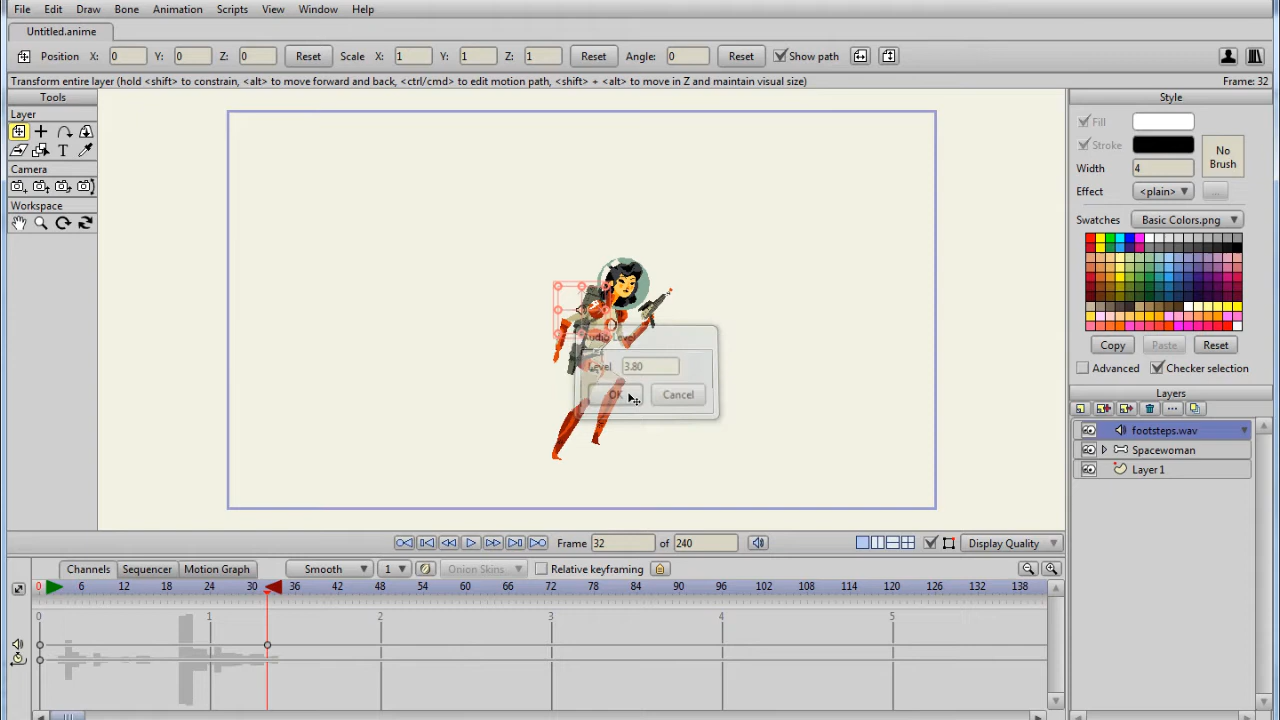 File Edit Draw Bone Animation Scripts View Window Help
Untitled.anime
Position X: 0 Y: 0 Z: 0 Reset Scale X: 1 Y: 1 Z: 1 Reset Angle: 0 Reset Show path
Transform entire layer (hold <shift> to constrain, <alt> to move forward and back, <ctrl/cmd> to edit motion path, <shift> + <alt> to move in Z and maintain visual size) Frame: 32
Tools
Layer
Camera
Workspace
Style
Fill
Stroke
No Brush
Width 4
Effect <plain> ...
Swatches Basic Colors.png
Copy Paste Reset
Advanced Checker selection
Layers
footsteps.wav
Spacewoman
Layer 1
Audio Level
Level 3.80
OK Cancel
Frame 32 of 240 Display Quality
Channels Sequencer Motion Graph Smooth 1 Onion Skins Relative keyframing
0 6 12 18 24 30 36 42 48 54 60 66 72 78 84 90 96 102 108 114 120 126 132 138
0 1 2 3 4 5